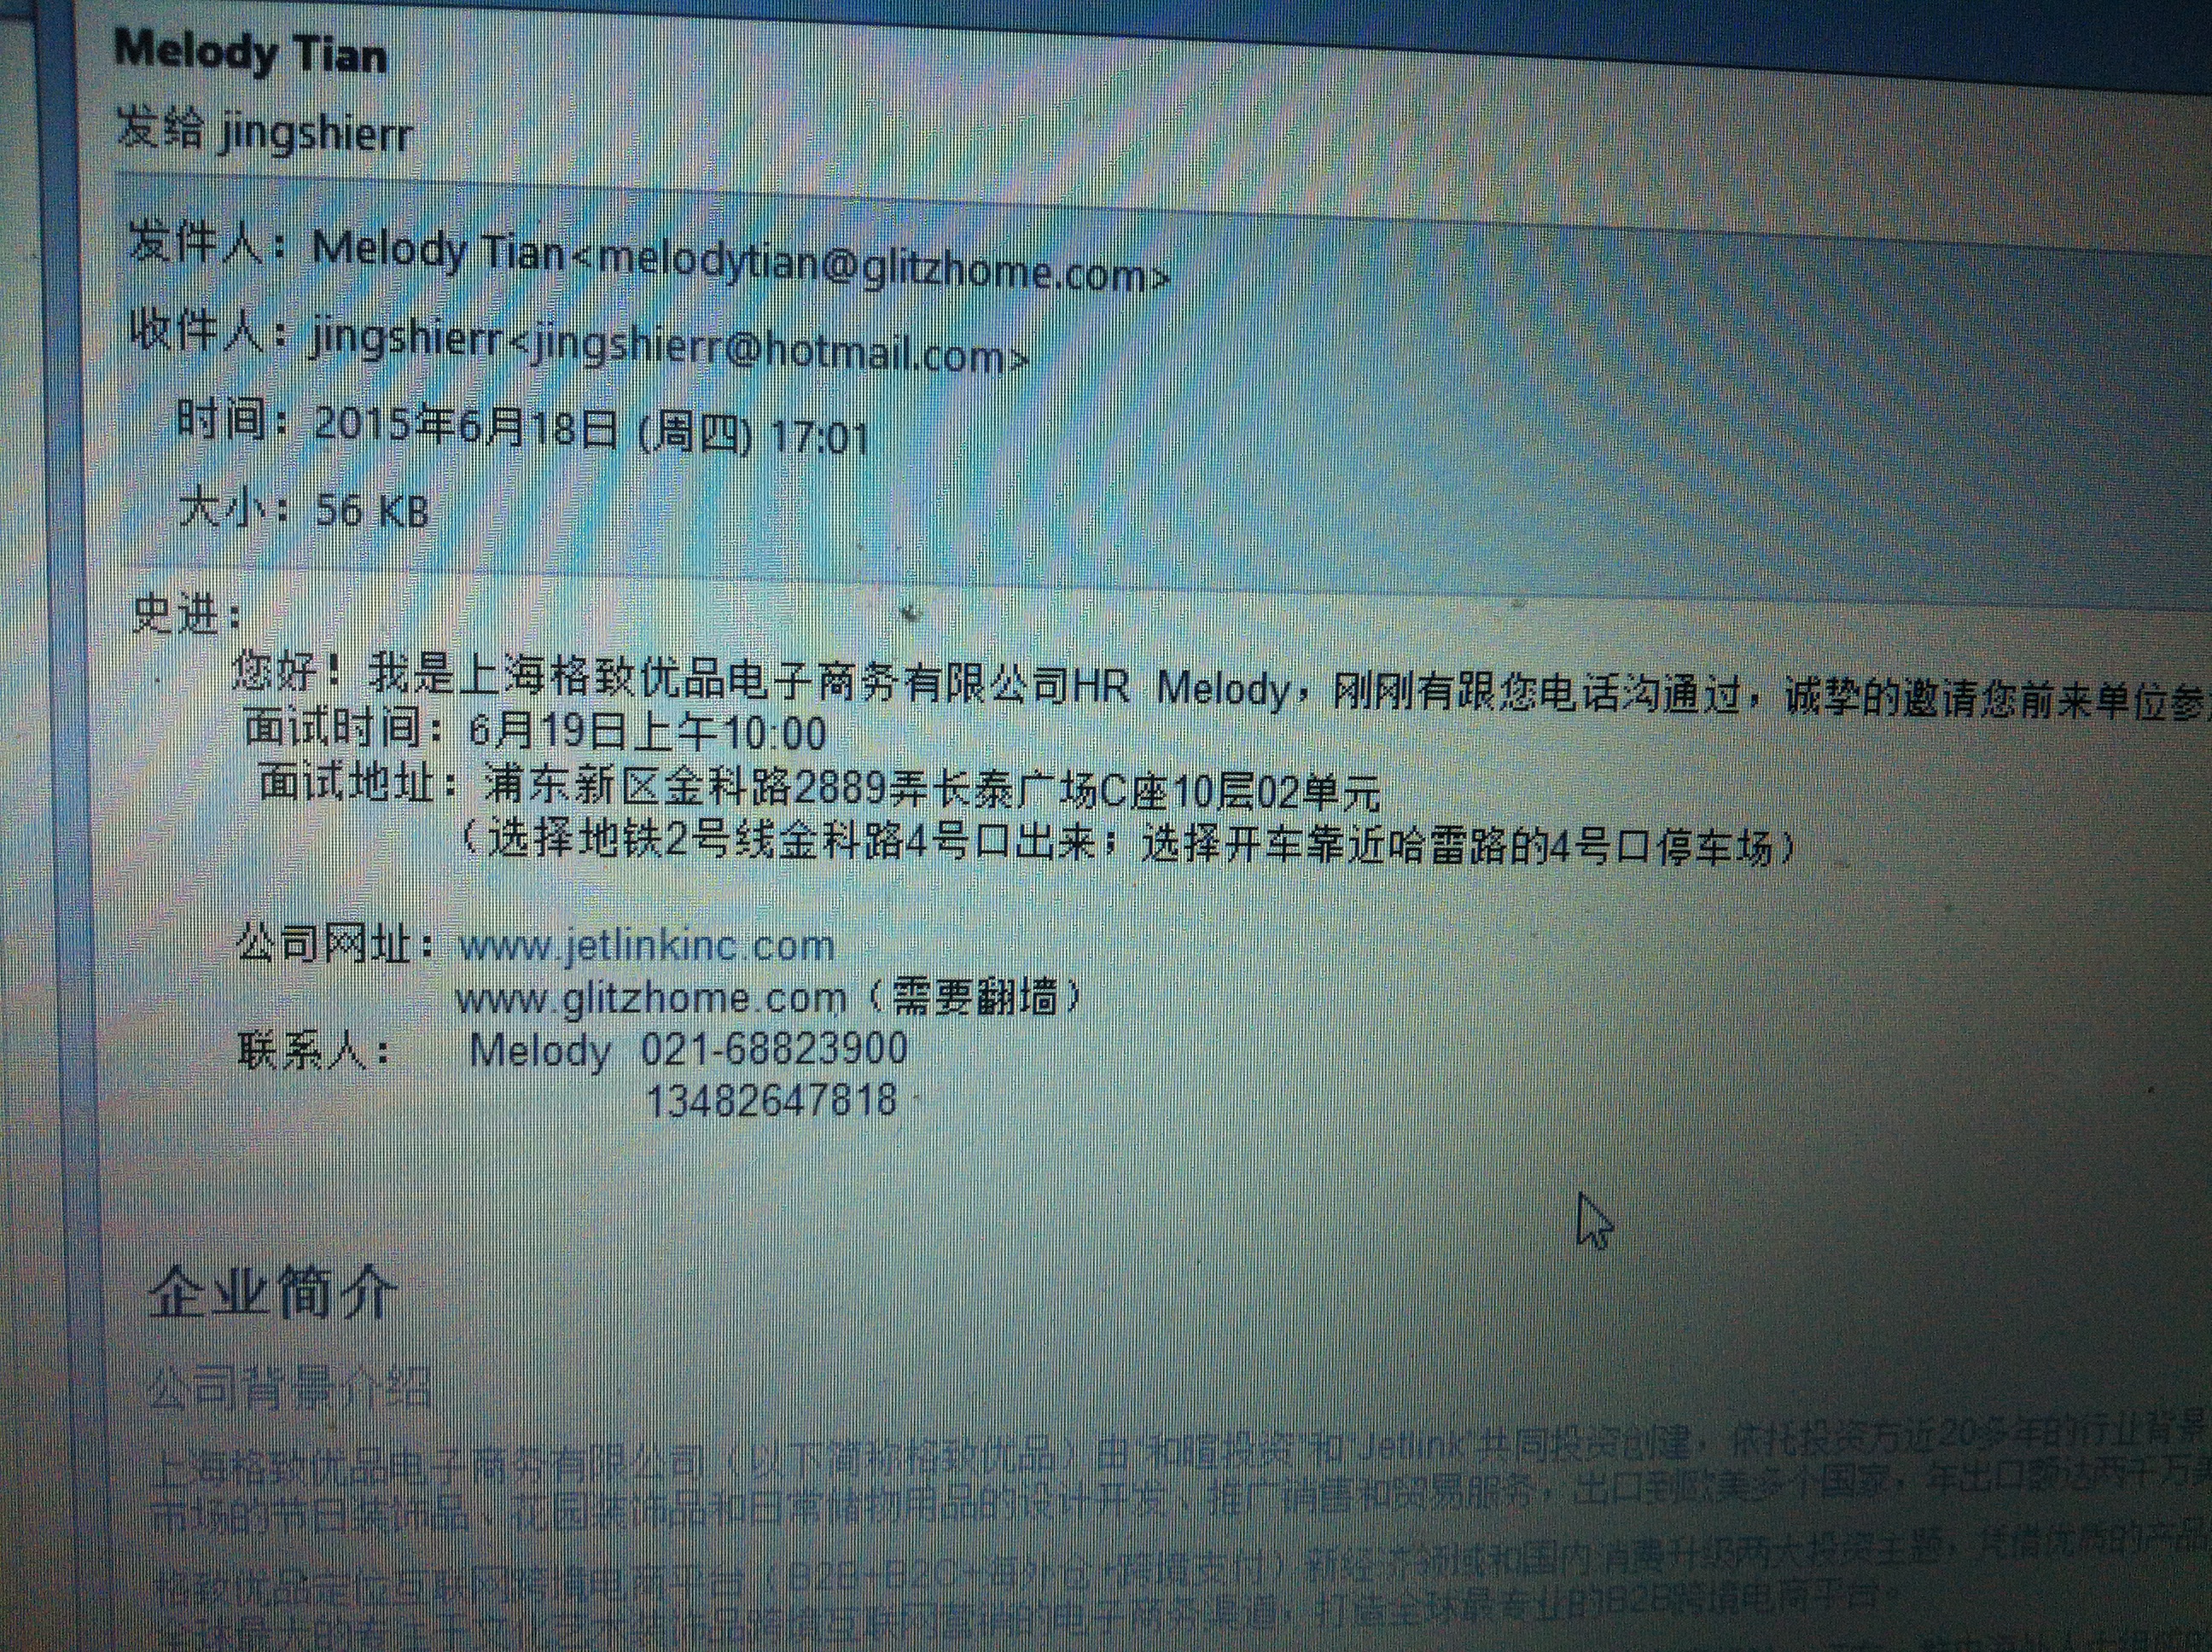 Melody Tian
发给 jingshierr
发件人：Melody Tian<melodytian@glitzhome.com>
收件人：jingshierr<jingshierr@hotmail.com>
时间：2015年6月18日 (周四) 17:01
大小：56 KB
史进：
您好！我是上海格致优品电子商务有限公司HR Melody，刚刚有跟您电话沟通过，诚挚的邀请您前来单位参
面试时间：6月19日上午10:00
面试地址：浦东新区金科路2889弄长泰广场C座10层02单元
（选择地铁2号线金科路4号口出来；选择开车靠近哈雷路的4号口停车场）
公司网址：www.jetlinkinc.com
www.glitzhome.com（需要翻墙）
联系人： Melody 021-68823900
13482647818
企业简介
公司背景介绍
上海格致优品电子商务有限公司（以下简称格致优品）由“和暄投资”和“Jetlink”共同投资创建，依托投资方近20多年的行业背景
市场的节日装饰品、花园装饰品和日常储物用品的设计开发、推广销售和贸易服务，出口到欧美多个国家，年出口额达两千万美
格致优品定位互联网跨境电商平台（B2B+B2C+海外仓+跨境支付）新经济领域和国内消费升级两大投资主题，凭借优质的产品
电子商务渠道，打造全球最专业的B2B跨境电商平台。